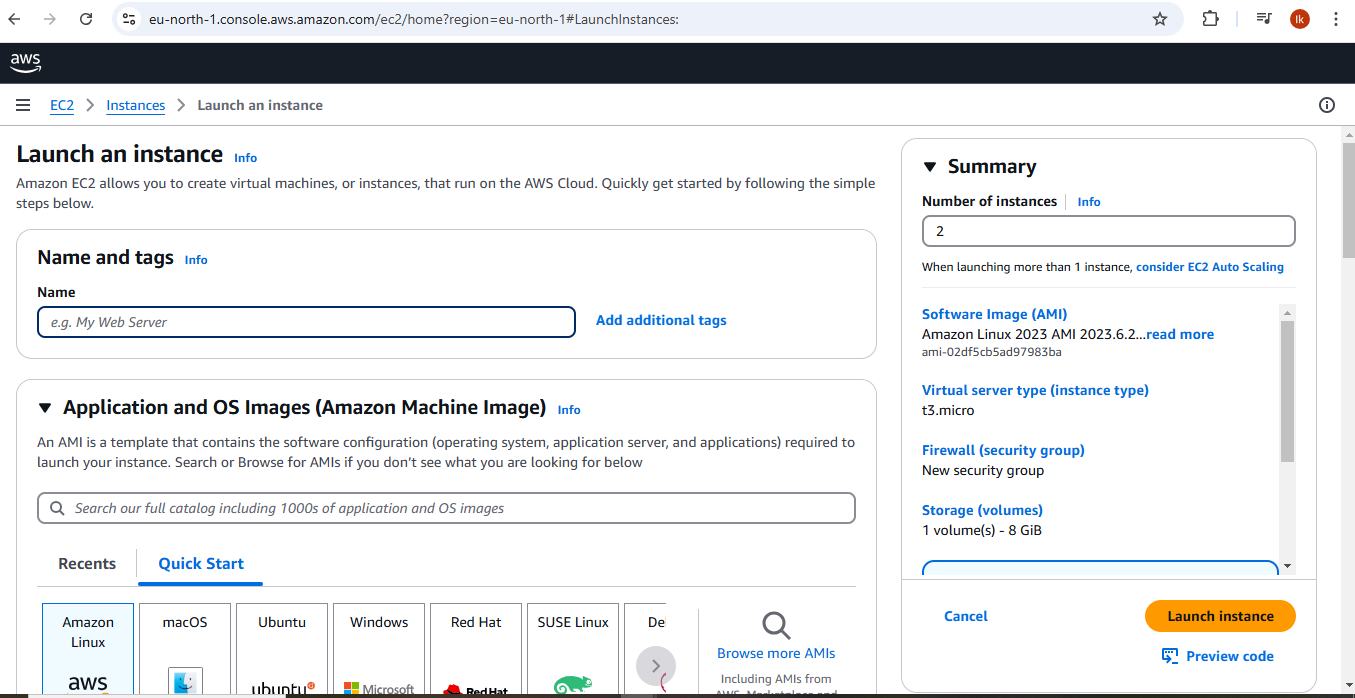 eu-north-1.console.aws.amazon.com/ec2/home?region=eu-north-1#LaunchInstances:
lk
aws
EC2 > Instances > Launch an instance
Launch an instance Info
Amazon EC2 allows you to create virtual machines, or instances, that run on the AWS Cloud. Quickly get started by following the simple
steps below.
Name and tags Info
Name
e.g. My Web Server
Add additional tags
Application and OS Images (Amazon Machine Image) Info
An AMI is a template that contains the software configuration (operating system, application server, and applications) required to
launch your instance. Search or Browse for AMIs if you don’t see what you are looking for below
Search our full catalog including 1000s of application and OS images
Recents
Quick Start
Amazon
Linux
aws
macOS
Ubuntu
ubuntu
Windows
Microsoft
Red Hat
Red Hat
SUSE Linux
Browse more AMIs
Including AMIs from
AWS, Marketplace and
Summary
Number of instances Info
2
When launching more than 1 instance, consider EC2 Auto Scaling
Software Image (AMI)
Amazon Linux 2023 AMI 2023.6.2...read more
ami-02df5cb5ad97983ba
Virtual server type (instance type)
t3.micro
Firewall (security group)
New security group
Storage (volumes)
1 volume(s) - 8 GiB
Cancel
Launch instance
Preview code